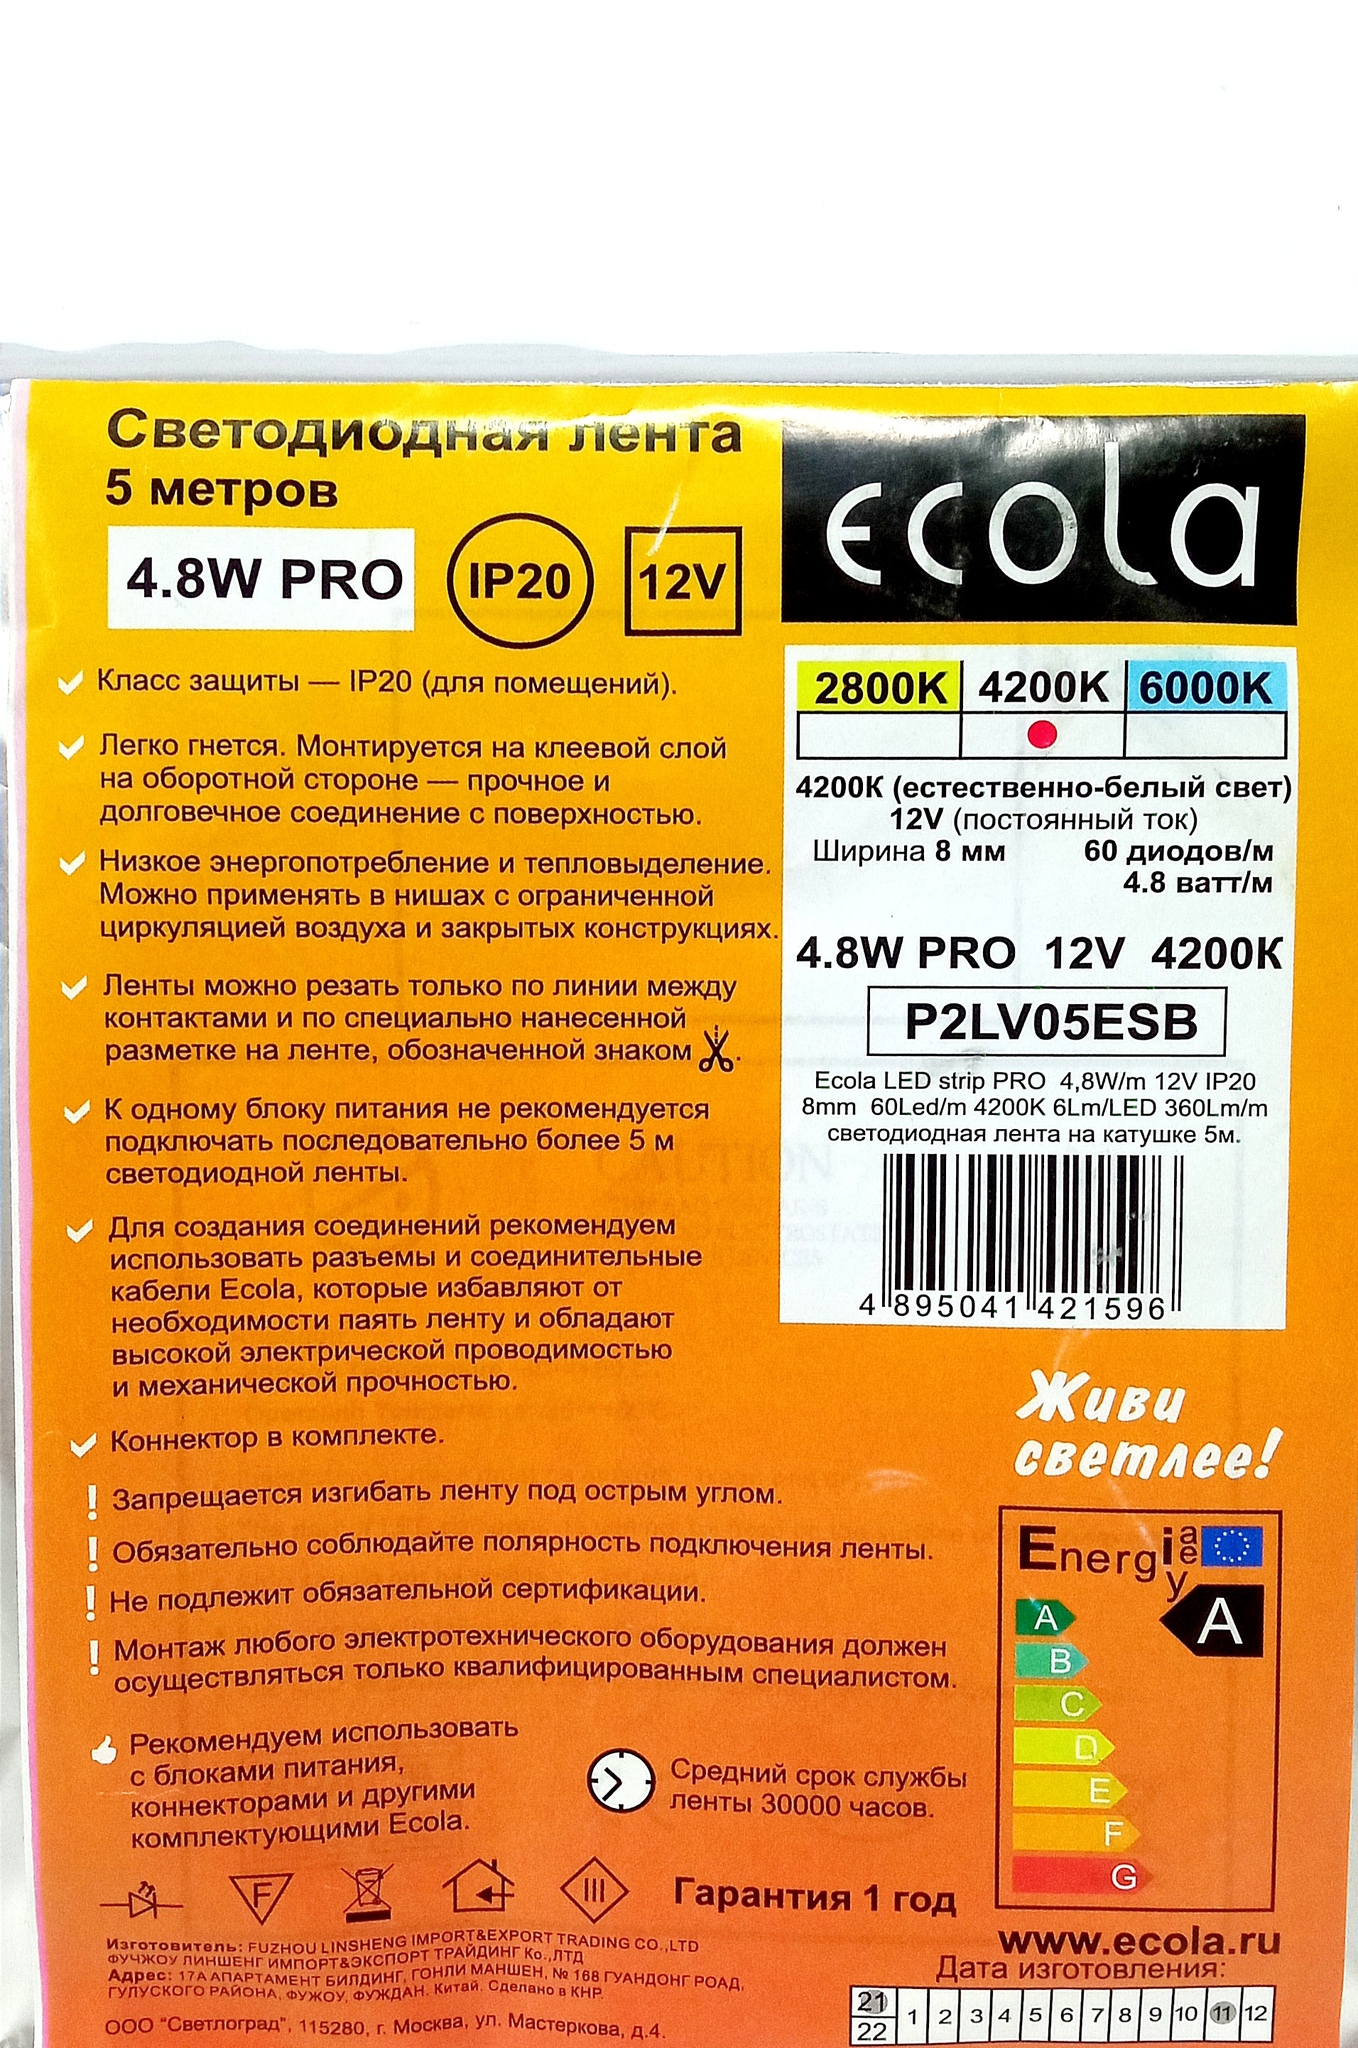 Светодиодная лента
5 метров
4.8W PRO
IP20
12V
ecola
Класс защиты — IP20 (для помещений).
Легко гнется. Монтируется на клеевой слой
на оборотной стороне — прочное и
долговечное соединение с поверхностью.
Низкое энергопотребление и тепловыделение.
Можно применять в нишах с ограниченной
циркуляцией воздуха и закрытых конструкциях.
Ленты можно резать только по линии между
контактами и по специально нанесенной
разметке на ленте, обозначенной знаком .
К одному блоку питания не рекомендуется
подключать последовательно более 5 м
светодиодной ленты.
Для создания соединений рекомендуем
использовать разъемы и соединительные
кабели Ecola, которые избавляют от
необходимости паять ленту и обладают
высокой электрической проводимостью
и механической прочностью.
Коннектор в комплекте.
! Запрещается изгибать ленту под острым углом.
! Обязательно соблюдайте полярность подключения ленты.
! Не подлежит обязательной сертификации.
! Монтаж любого электротехнического оборудования должен
осуществляться только квалифицированным специалистом.
Рекомендуем использовать
с блоками питания,
коннекторами и другими
комплектующими Ecola.
Средний срок службы
ленты 30000 часов.
F
III
Гарантия 1 год
Изготовитель: FUZHOU LINSHENG IMPORT&EXPORT TRADING CO.,LTD
ФУЧЖОУ ЛИНШЕНГ ИМПОРТ&ЭКСПОРТ ТРАЙДИНГ Ко.,ЛТД
Адрес: 17А АПАРТАМЕНТ БИЛДИНГ, ГОНЛИ МАНШЕН, № 168 ГУАНДОНГ РОАД,
ГУЛУСКОГО РАЙОНА, ФУЖОУ, ФУЖДАН. Китай. Сделано в КНР.
ООО "Светлоград", 115280, г. Москва, ул. Мастеркова, д.4.
2800K 4200K 6000K
4200К (естественно-белый свет)
12V (постоянный ток)
Ширина 8 мм 60 диодов/м
4.8 ватт/м
4.8W PRO 12V 4200K
P2LV05ESB
Ecola LED strip PRO 4,8W/m 12V IP20
8mm 60Led/m 4200K 6Lm/LED 360Lm/m
светодиодная лента на катушке 5м.
4 895041 421596
Живи
светлее!
Energi y ia ae
A
A
B
C
D
E
F
G
www.ecola.ru
Дата изготовления:
21 1 2 3 4 5 6 7 8 9 10 11 12
22